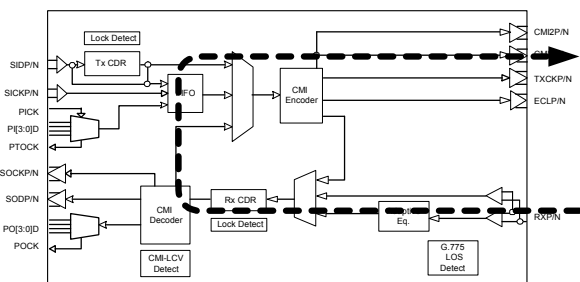 Lock Detect
CMI2P/N
SIDP/N
Tx CDR
TXCKP/N
SICKP/N
CMI
Encoder
ECLP/N
PICK
PI[3:0]D
PTOCK
SOCKP/N
SODP/N
CMI
Decoder
Rx CDR
Lock Detect
Eq.
RXP/N
PO[3:0]D
POCK
CMI-LCV
Detect
G.775
LOS
Detect